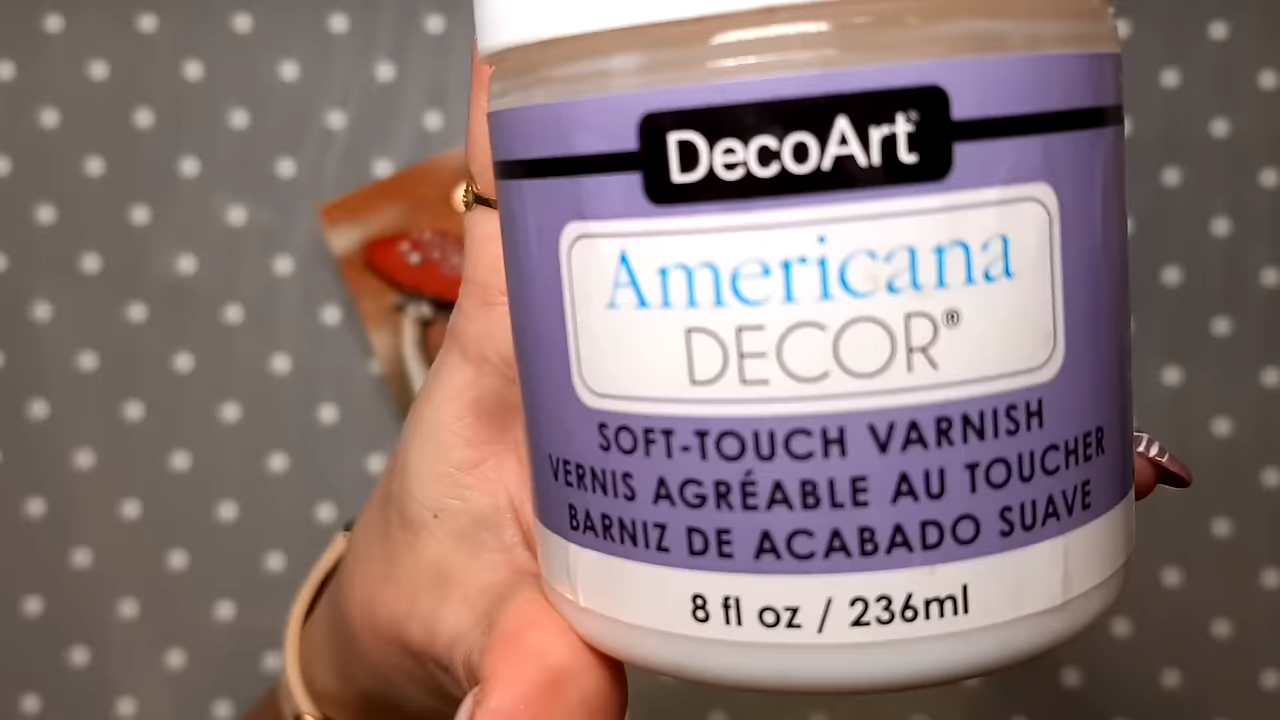 DecoArt
Americana
DECOR®
SOFT-TOUCH VARNISH
VERNIS AGRÉABLE AU TOUCHER
BARNIZ DE ACABADO SUAVE
8 fl oz / 236ml